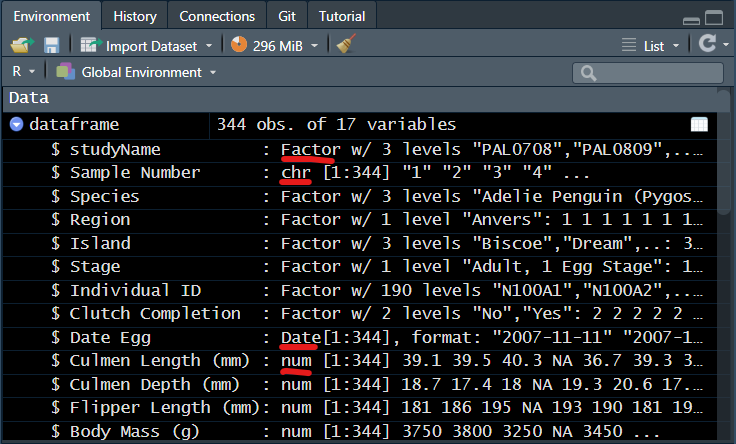 Environment History Connections Git Tutorial
Import Dataset 296 MiB List
R Global Environment
Data
dataframe 344 obs. of 17 variables
$ studyName : Factor w/ 3 levels "PAL0708","PAL0809",..…
$ Sample Number : chr [1:344] "1" "2" "3" "4" ...
$ Species : Factor w/ 3 levels "Adelie Penguin (Pygos…
$ Region : Factor w/ 1 level "Anvers": 1 1 1 1 1 1 1…
$ Island : Factor w/ 3 levels "Biscoe","Dream",..: 3…
$ Stage : Factor w/ 1 level "Adult, 1 Egg Stage": 1…
$ Individual ID : Factor w/ 190 levels "N100A1","N100A2",..…
$ Clutch Completion : Factor w/ 2 levels "No","Yes": 2 2 2 2 2 …
$ Date Egg : Date[1:344], format: "2007-11-11" "2007-1…
$ Culmen Length (mm) : num [1:344] 39.1 39.5 40.3 NA 36.7 39.3 3…
$ Culmen Depth (mm) : num [1:344] 18.7 17.4 18 NA 19.3 20.6 17.…
$ Flipper Length (mm): num [1:344] 181 186 195 NA 193 190 181 19…
$ Body Mass (g) : num [1:344] 3750 3800 3250 NA 3450 ...